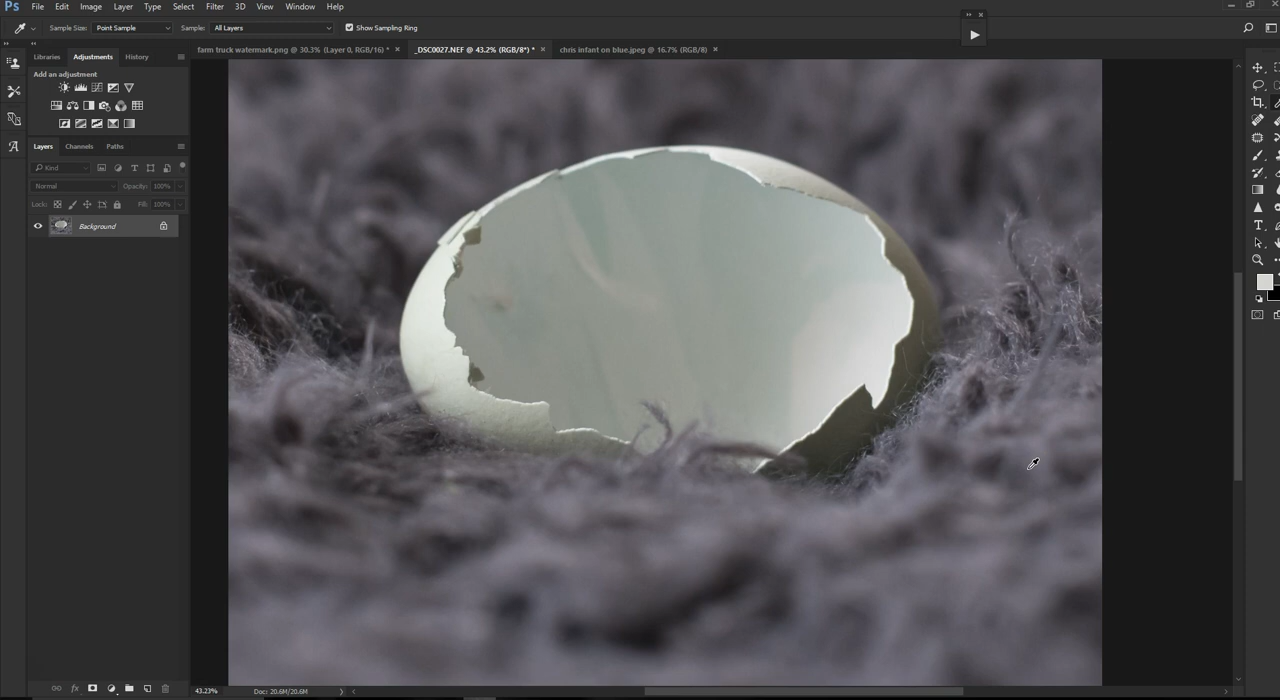 Ps File Edit Image Layer Type Select Filter 3D View Window Help
Sample Size: Point Sample Sample: All Layers Show Sampling Ring
farm truck watermark.png @ 30.3% (Layer 0, RGB/16) * × _DSC0027.NEF @ 43.2% (RGB/8*) * × chris infant on blue.jpeg @ 16.7% (RGB/8) ×
Libraries Adjustments History
Add an adjustment
Layers Channels Paths
Kind
Normal Opacity: 100%
Lock: Fill: 100%
Background
fx
43.23% Doc: 20.6M/20.6M